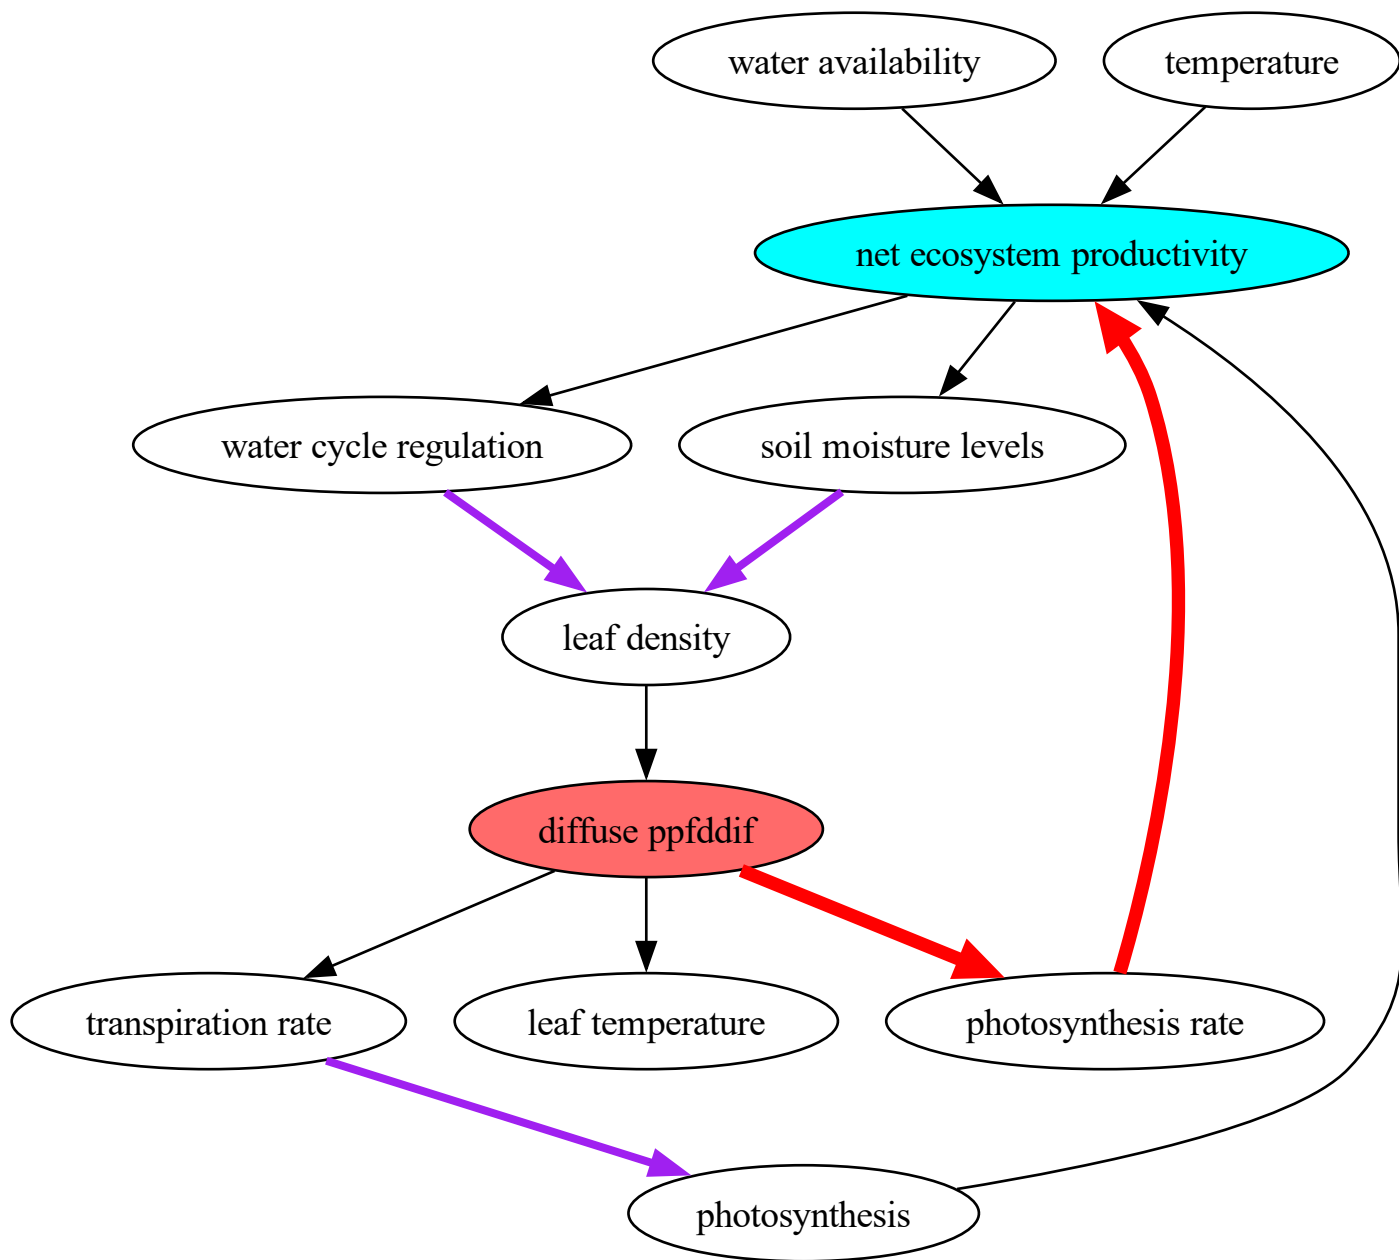 water availability
temperature
net ecosystem productivity
water cycle regulation
soil moisture levels
leaf density
diffuse ppfddif
transpiration rate
leaf temperature
photosynthesis rate
photosynthesis